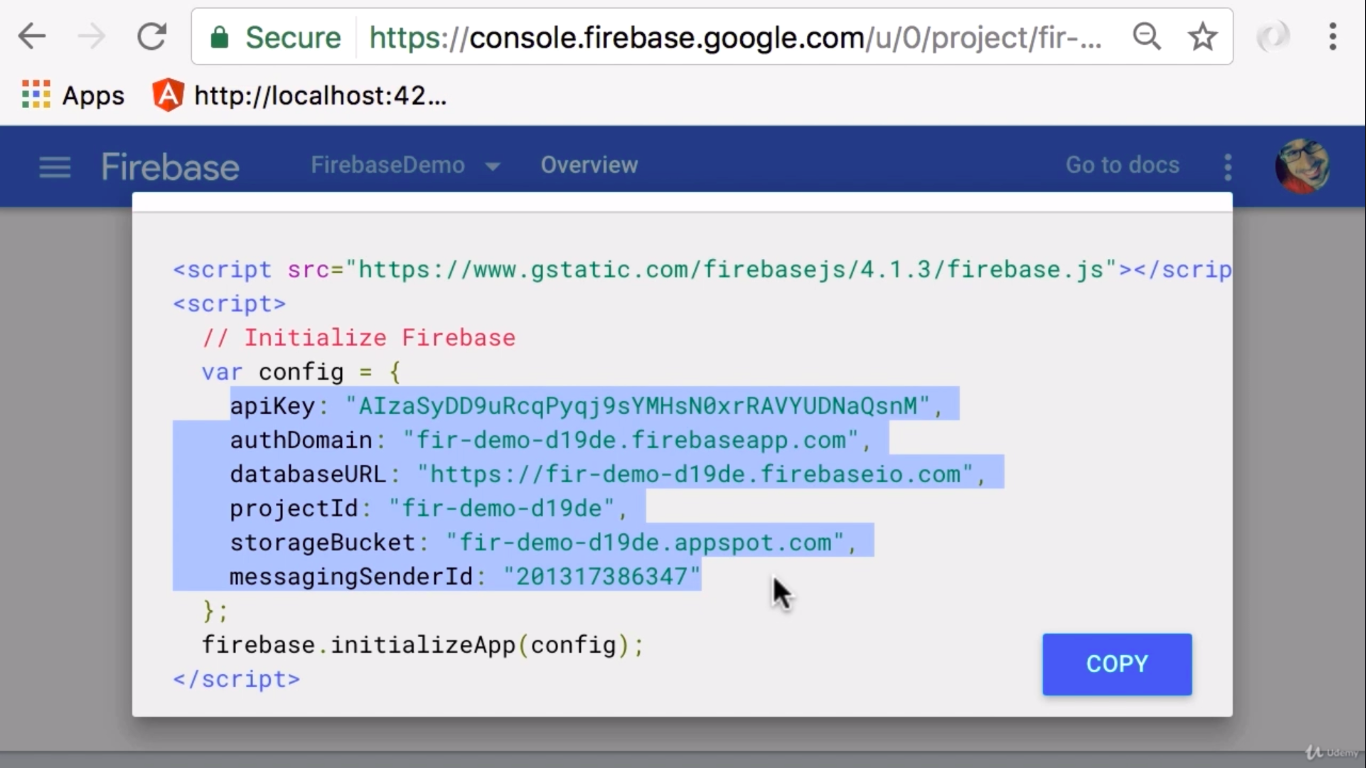 Secure https://console.firebase.google.com/u/0/project/fir-...
Apps http://localhost:42...
Firebase FirebaseDemo Overview Go to docs
<script src="https://www.gstatic.com/firebasejs/4.1.3/firebase.js"></scrip
<script>
// Initialize Firebase
var config = {
apiKey: "AIzaSyDD9uRcqPyqj9sYMHsN0xrRAVYUDNaQsnM",
authDomain: "fir-demo-d19de.firebaseapp.com",
databaseURL: "https://fir-demo-d19de.firebaseio.com",
projectId: "fir-demo-d19de",
storageBucket: "fir-demo-d19de.appspot.com",
messagingSenderId: "201317386347"
};
firebase.initializeApp(config);
</script>
COPY
Udemy